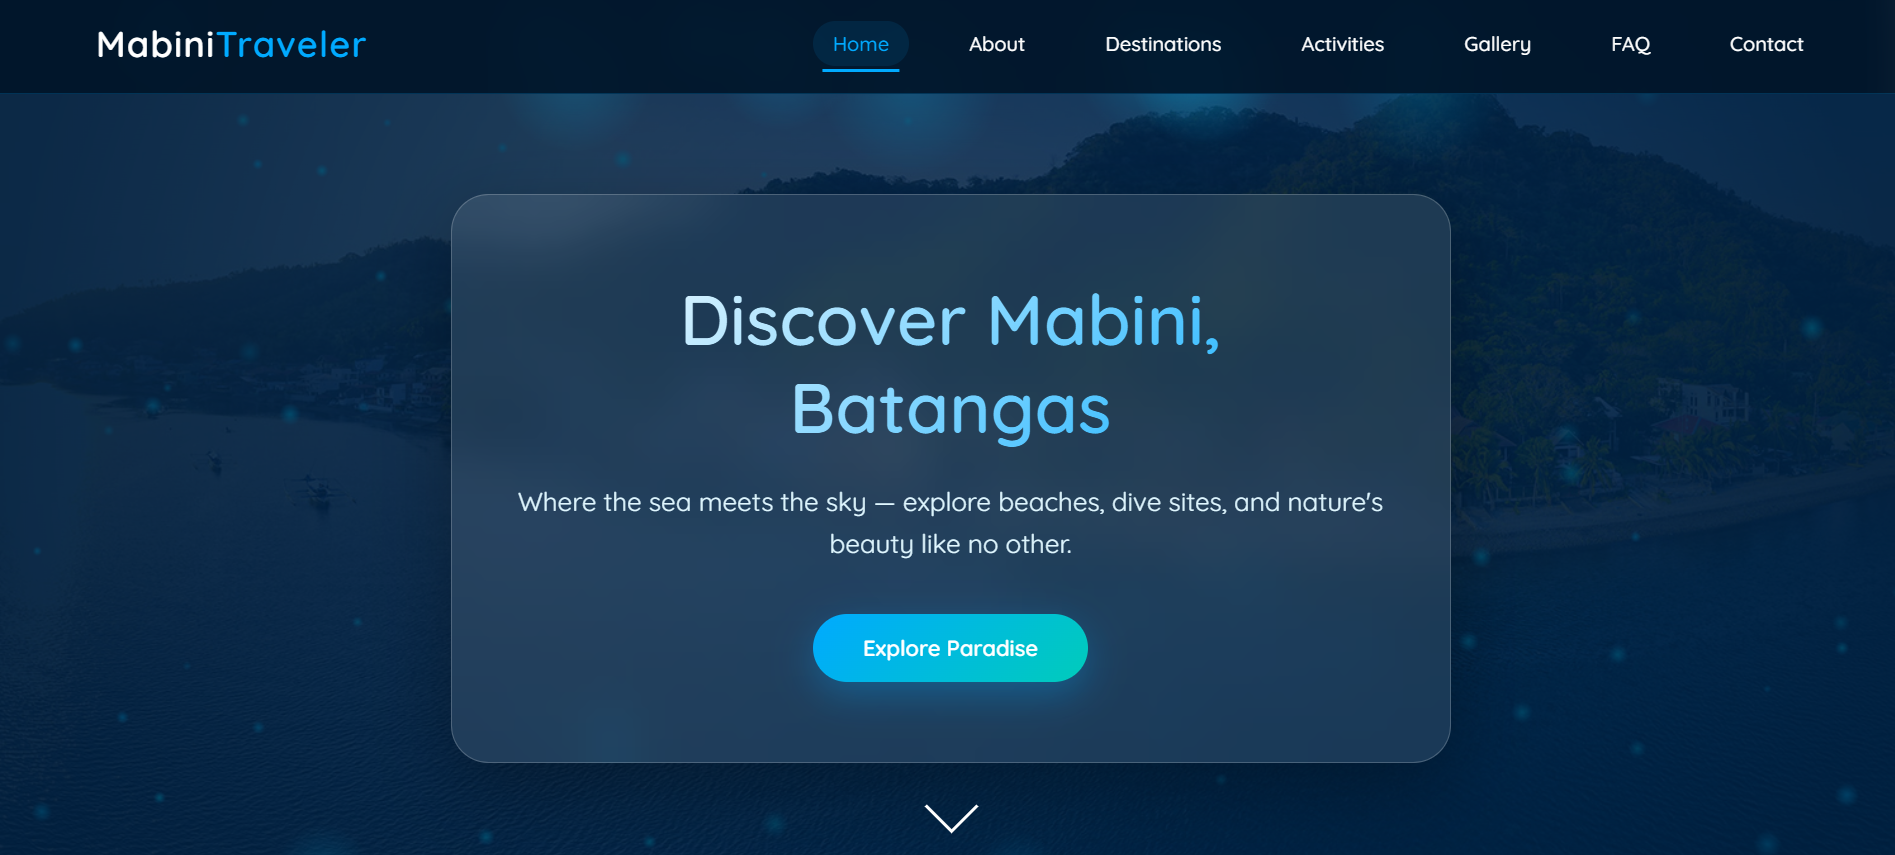 MabiniTraveler
Home
About
Destinations
Activities
Gallery
FAQ
Contact
Discover Mabini,
Batangas
Where the sea meets the sky — explore beaches, dive sites, and nature's
beauty like no other.
Explore Paradise